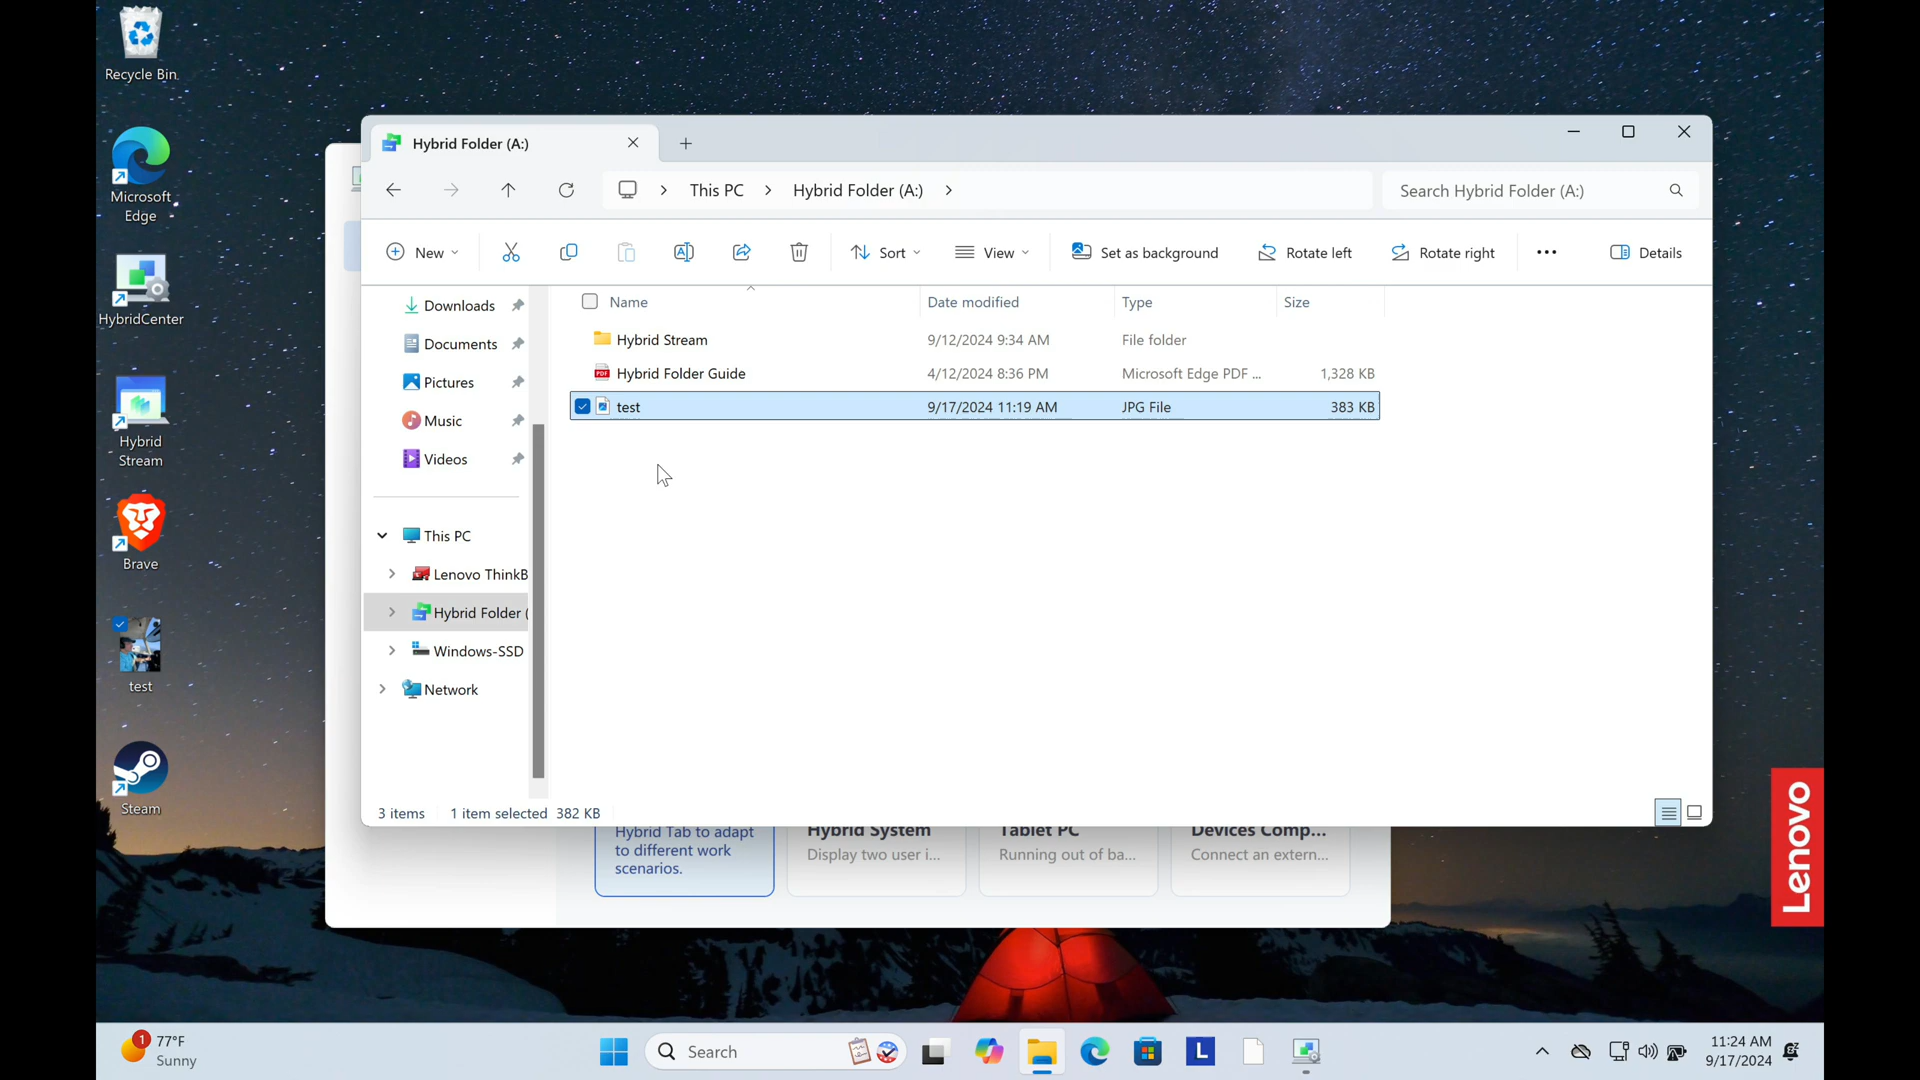 Recycle Bin
Microsoft
Edge
HybridCenter
Hybrid
Stream
Brave
test
Steam
Hybrid Folder (A:)
This PC
Hybrid Folder (A:)
Search Hybrid Folder (A:)
New
Sort
View
Set as background
Rotate left
Rotate right
Details
Downloads
Documents
Pictures
Music
Videos
This PC
Lenovo ThinkB
Hybrid Folder (
Windows-SSD
Network
Name Date modified Type Size
Hybrid Stream 9/12/2024 9:34 AM File folder
PDF Hybrid Folder Guide 4/12/2024 8:36 PM Microsoft Edge PDF ... 1,328 KB
test 9/17/2024 11:19 AM JPG File 383 KB
3 items 1 item selected 382 KB
Hybrid Tab to adapt
to different work
scenarios.
Hybrid System
Display two user i...
Tablet PC
Running out of ba...
Devices Comp...
Connect an extern...
Lenovo
1
77°F
Sunny
Search
L
11:24 AM
9/17/2024